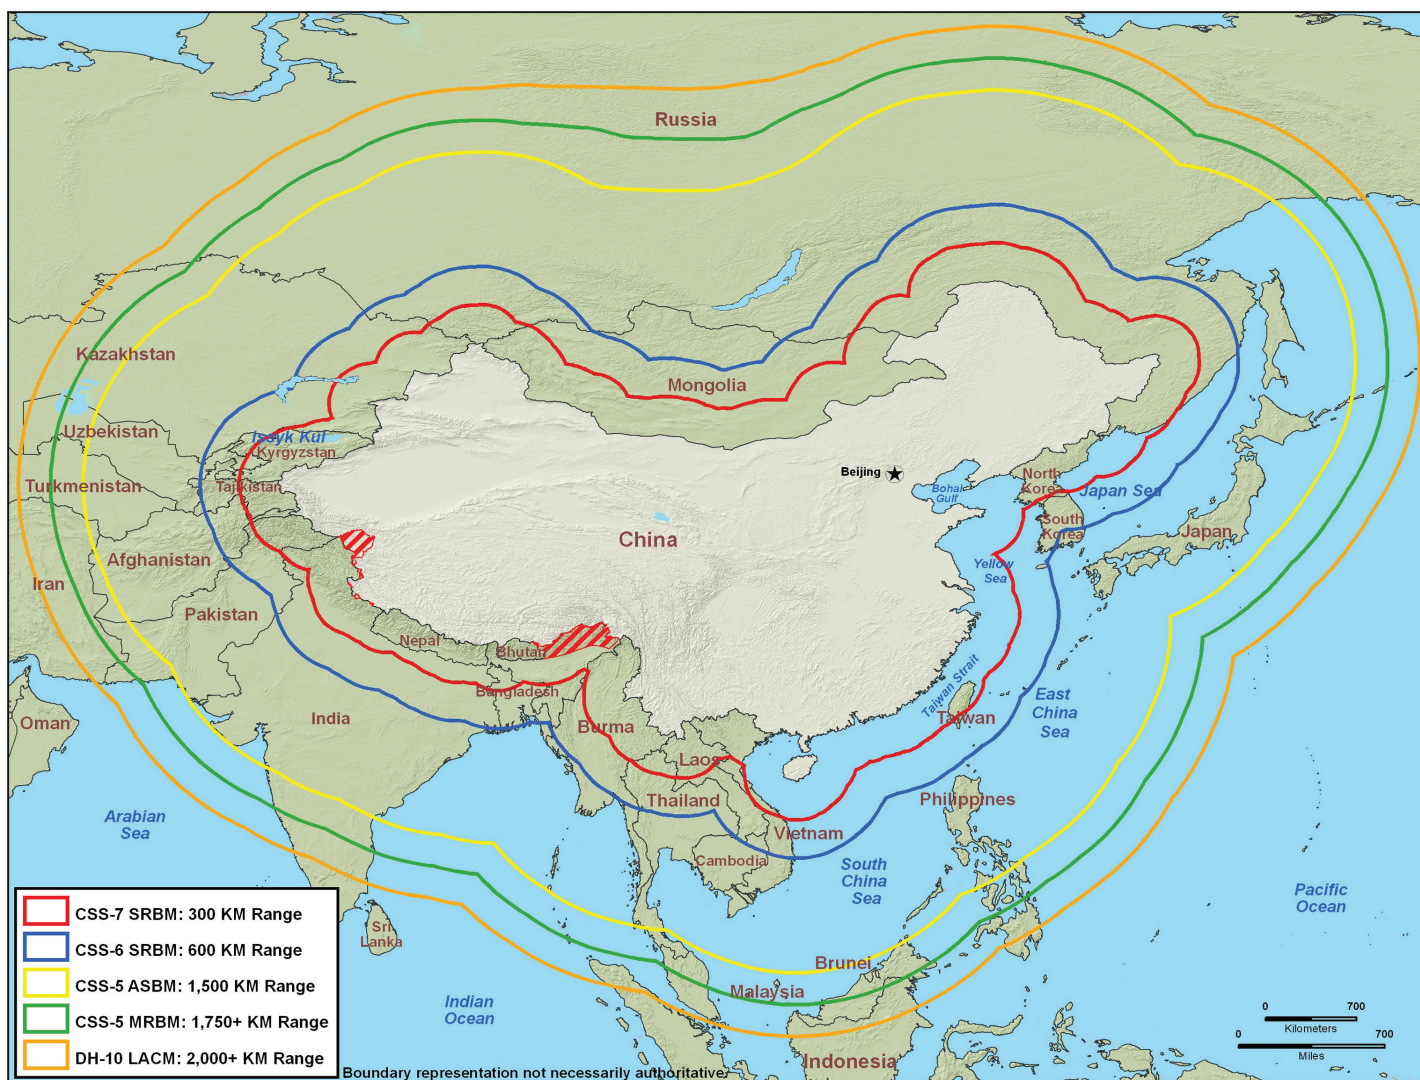 Russia
Kazakhstan
Mongolia
Uzbekistan
Issyk Kul
Kyrgyzstan
Beijing
Turkmenistan
Tajikistan
Bohai
Gulf
North
Korea
Japan Sea
South
Korea
Japan
China
Afghanistan
Iran
Yellow
Sea
Pakistan
Nepal
Bhutan
Bangladesh
Taiwan Strait
East
China
Sea
Oman
India
Burma
Taiwan
Laos
Thailand
Philippines
Arabian
Sea
Vietnam
Cambodia
South
China
Sea
Pacific
Ocean
Sri
Lanka
Brunei
Malaysia
Indian
Ocean
Indonesia
CSS-7 SRBM: 300 KM Range
CSS-6 SRBM: 600 KM Range
CSS-5 ASBM: 1,500 KM Range
CSS-5 MRBM: 1,750+ KM Range
DH-10 LACM: 2,000+ KM Range
0 700
Kilometers
0 700
Miles
Boundary representation not necessarily authoritative.